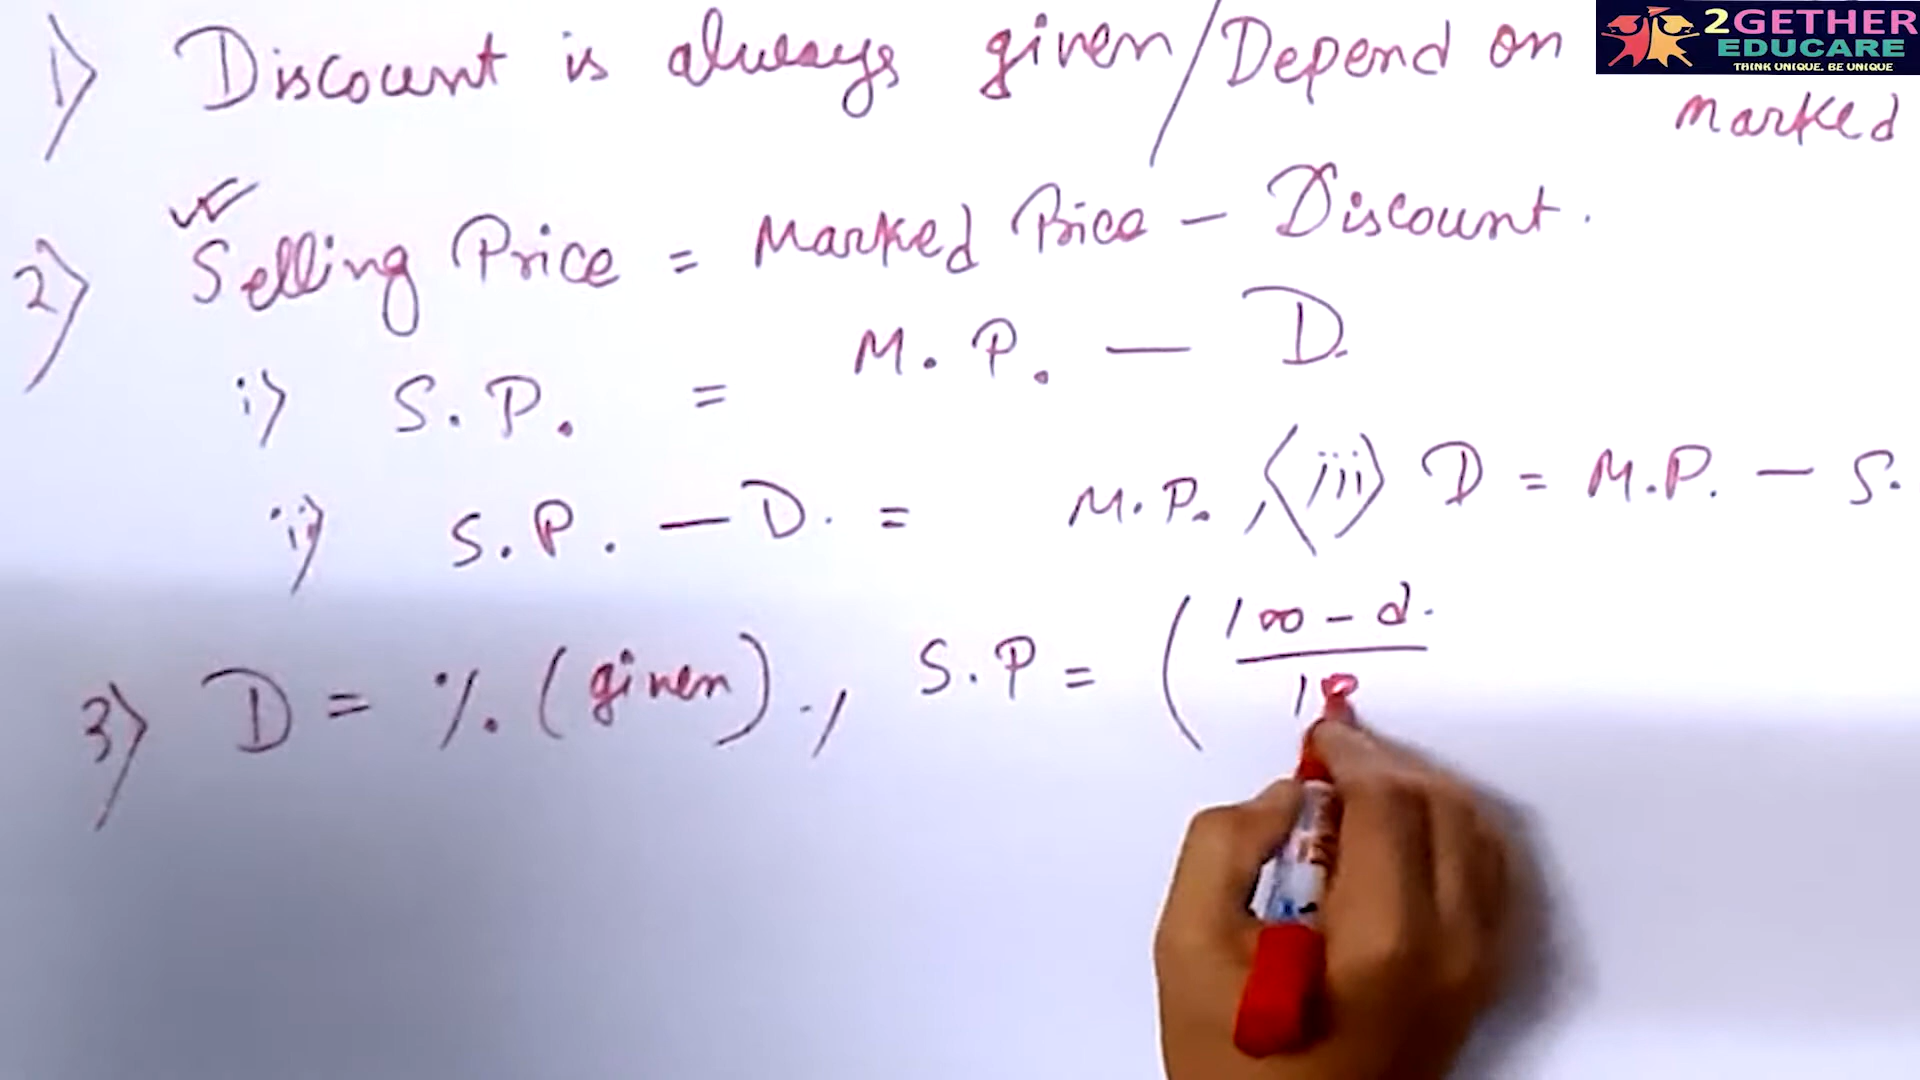 2GETHER
EDUCARE
THINK UNIQUE. BE UNIQUE
1) Discount is always given/Depend on
marked
2) Selling Price = Marked Price - Discount.
i) S.P. = M.P. - D.
ii) S.P. - D. = M.P., (iii) D = M.P. - S.
3) D = %. (given)., S.P = ( 100 - d.
10